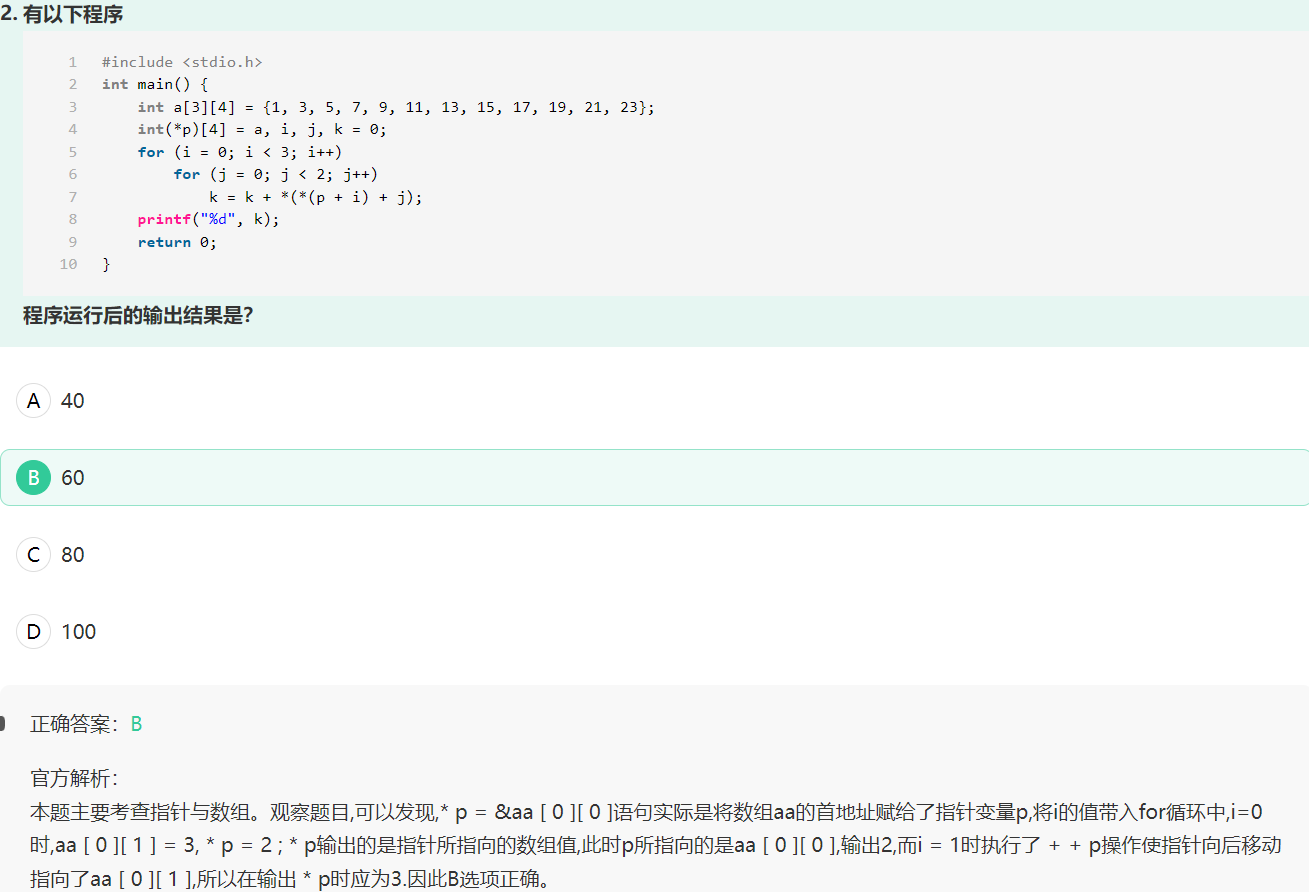 2. 有以下程序
1 #include <stdio.h>
2 int main() {
3     int a[3][4] = {1, 3, 5, 7, 9, 11, 13, 15, 17, 19, 21, 23};
4     int(*p)[4] = a, i, j, k = 0;
5     for (i = 0; i < 3; i++)
6         for (j = 0; j < 2; j++)
7             k = k + *(*(p + i) + j);
8     printf("%d", k);
9     return 0;
10 }
程序运行后的输出结果是？
A 40
B 60
C 80
D 100
正确答案：B
官方解析：
本题主要考查指针与数组。观察题目,可以发现,* p = &aa [ 0 ][ 0 ]语句实际是将数组aa的首地址赋给了指针变量p,将i的值带入for循环中,i=0
时,aa [ 0 ][ 1 ] = 3, * p = 2 ; * p输出的是指针所指向的数组值,此时p所指向的是aa [ 0 ][ 0 ],输出2,而i = 1时执行了 + + p操作使指针向后移动
指向了aa [ 0 ][ 1 ],所以在输出 * p时应为3.因此B选项正确。